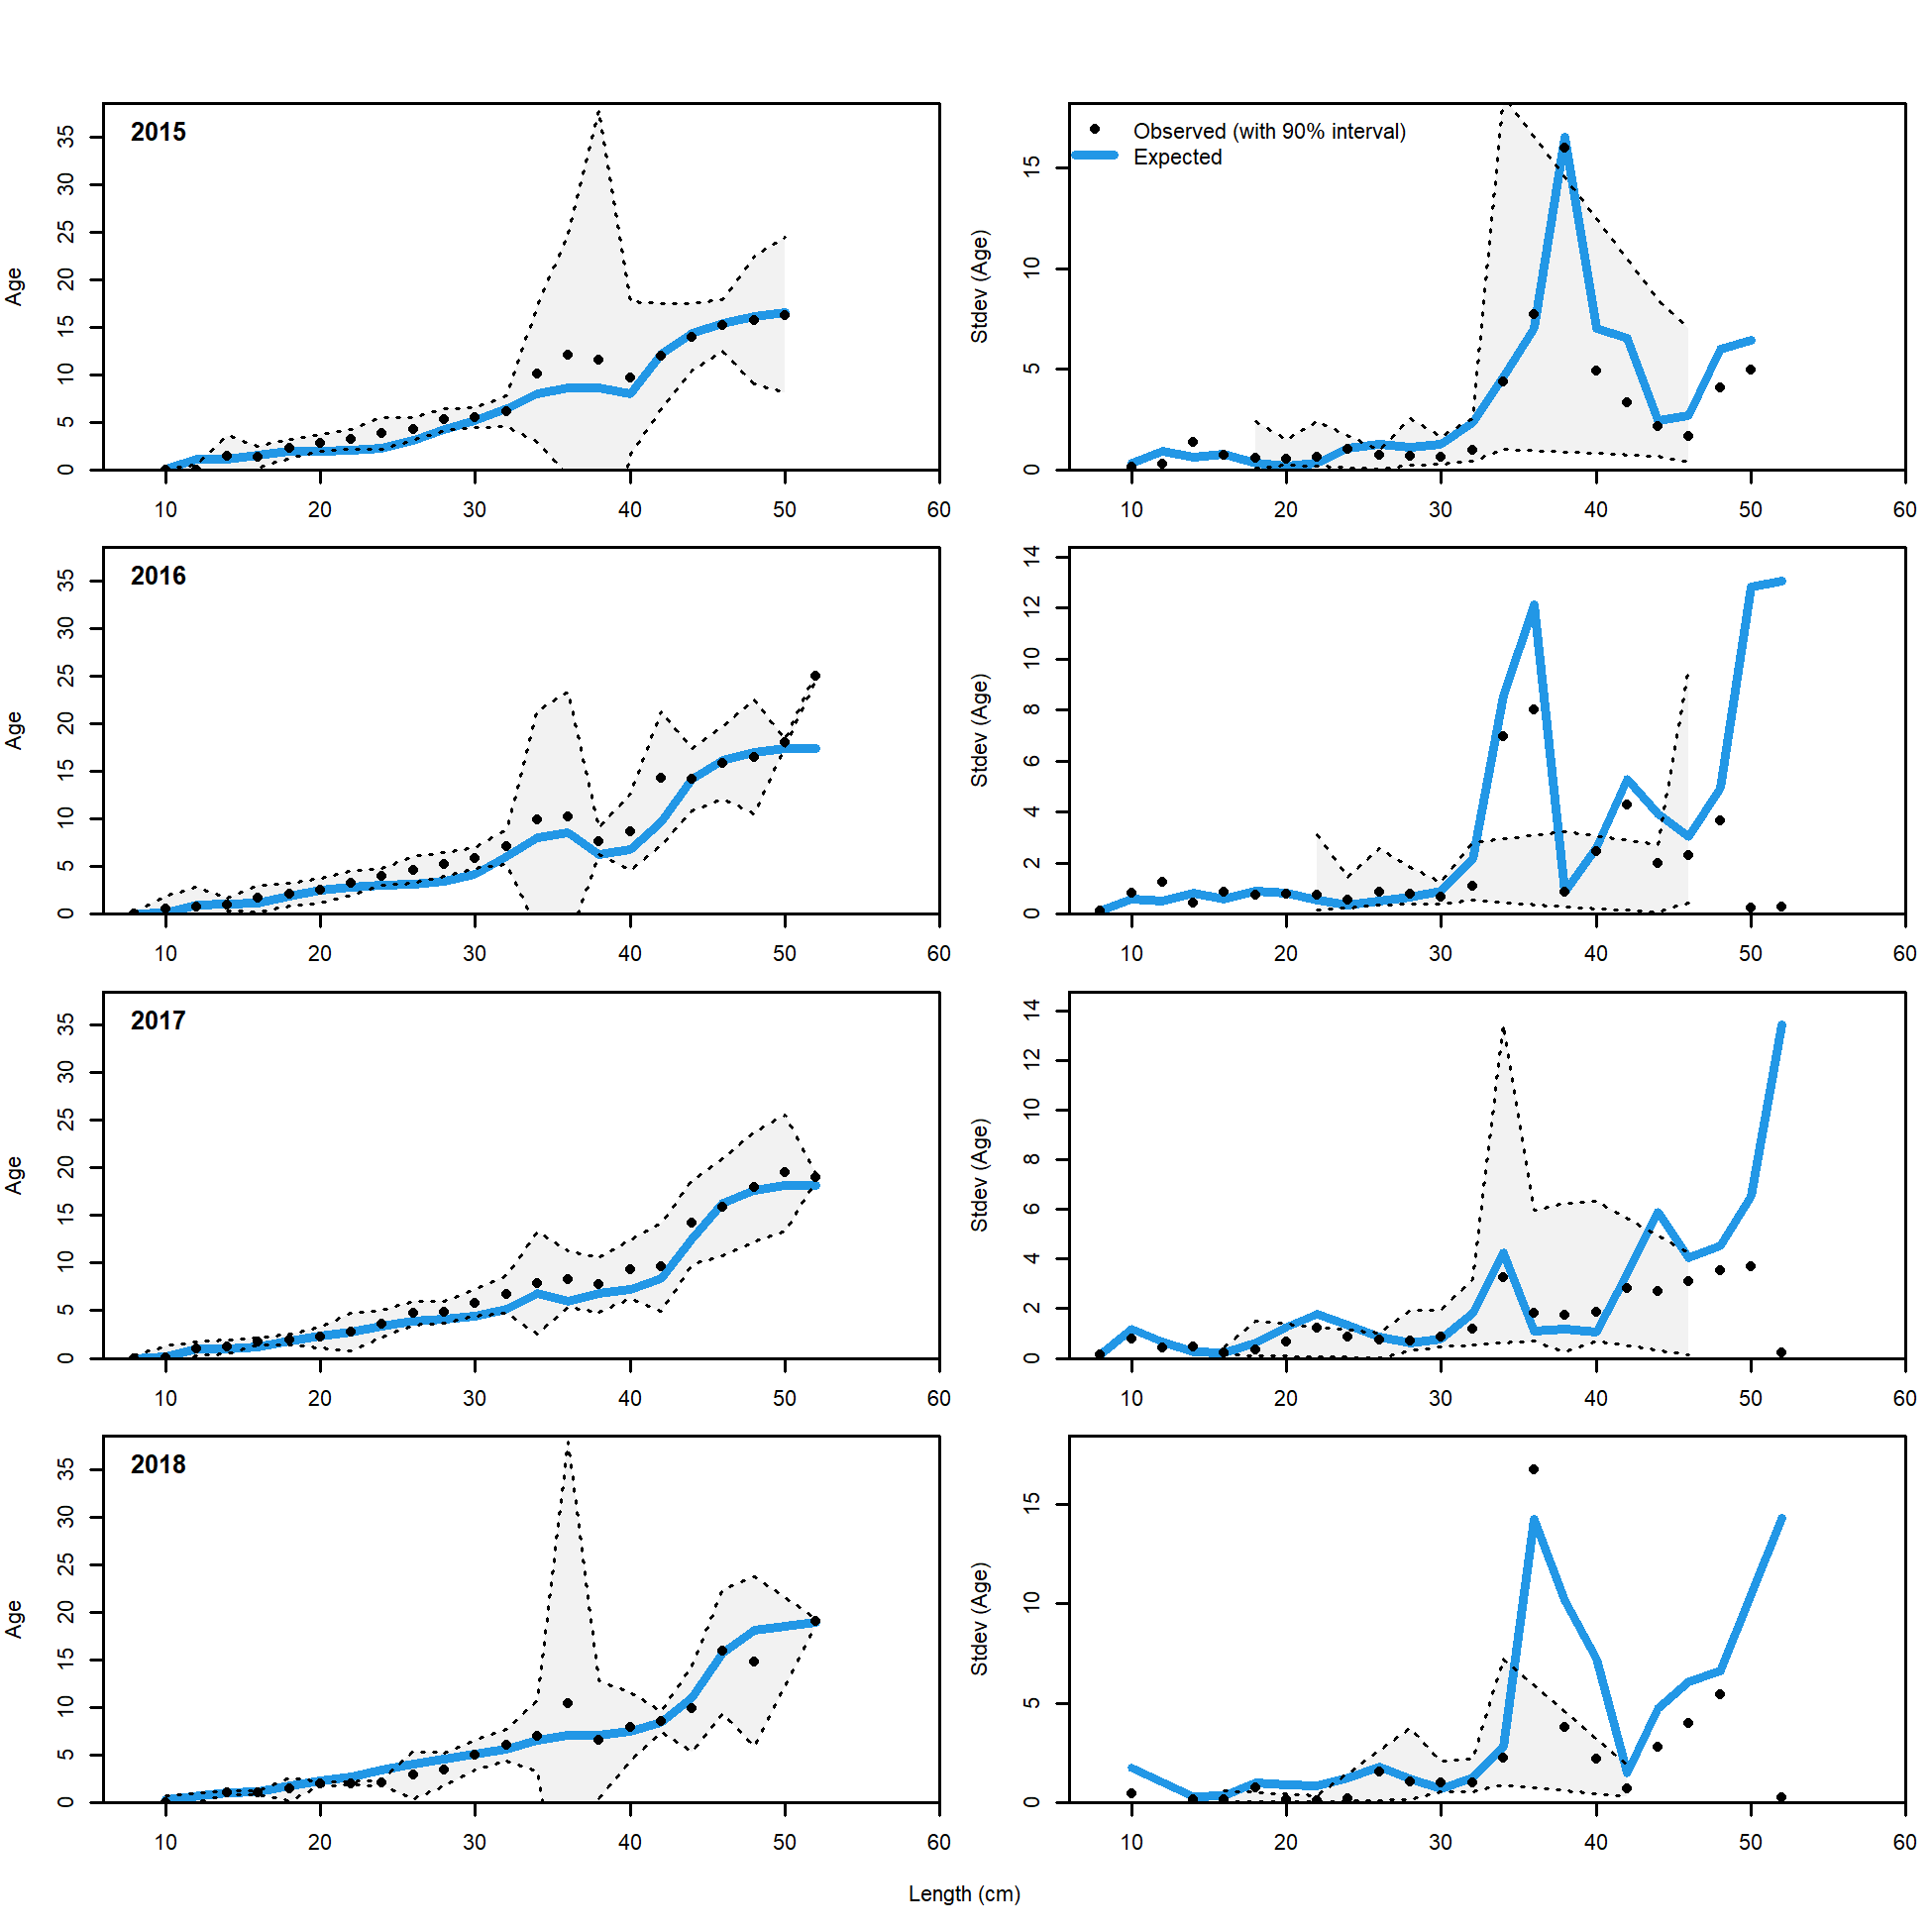 2015
Age
0 5 10 15 20 25 30 35
10 20 30 40 50 60
Observed (with 90% interval)
Expected
Stdev (Age)
0 5 10 15
10 20 30 40 50 60
2016
Age
0 5 10 15 20 25 30 35
10 20 30 40 50 60
Stdev (Age)
0 2 4 6 8 10 12 14
10 20 30 40 50 60
2017
Age
0 5 10 15 20 25 30 35
10 20 30 40 50 60
Stdev (Age)
0 2 4 6 8 10 12 14
10 20 30 40 50 60
2018
Age
0 5 10 15 20 25 30 35
10 20 30 40 50 60
Stdev (Age)
0 5 10 15
10 20 30 40 50 60
Length (cm)